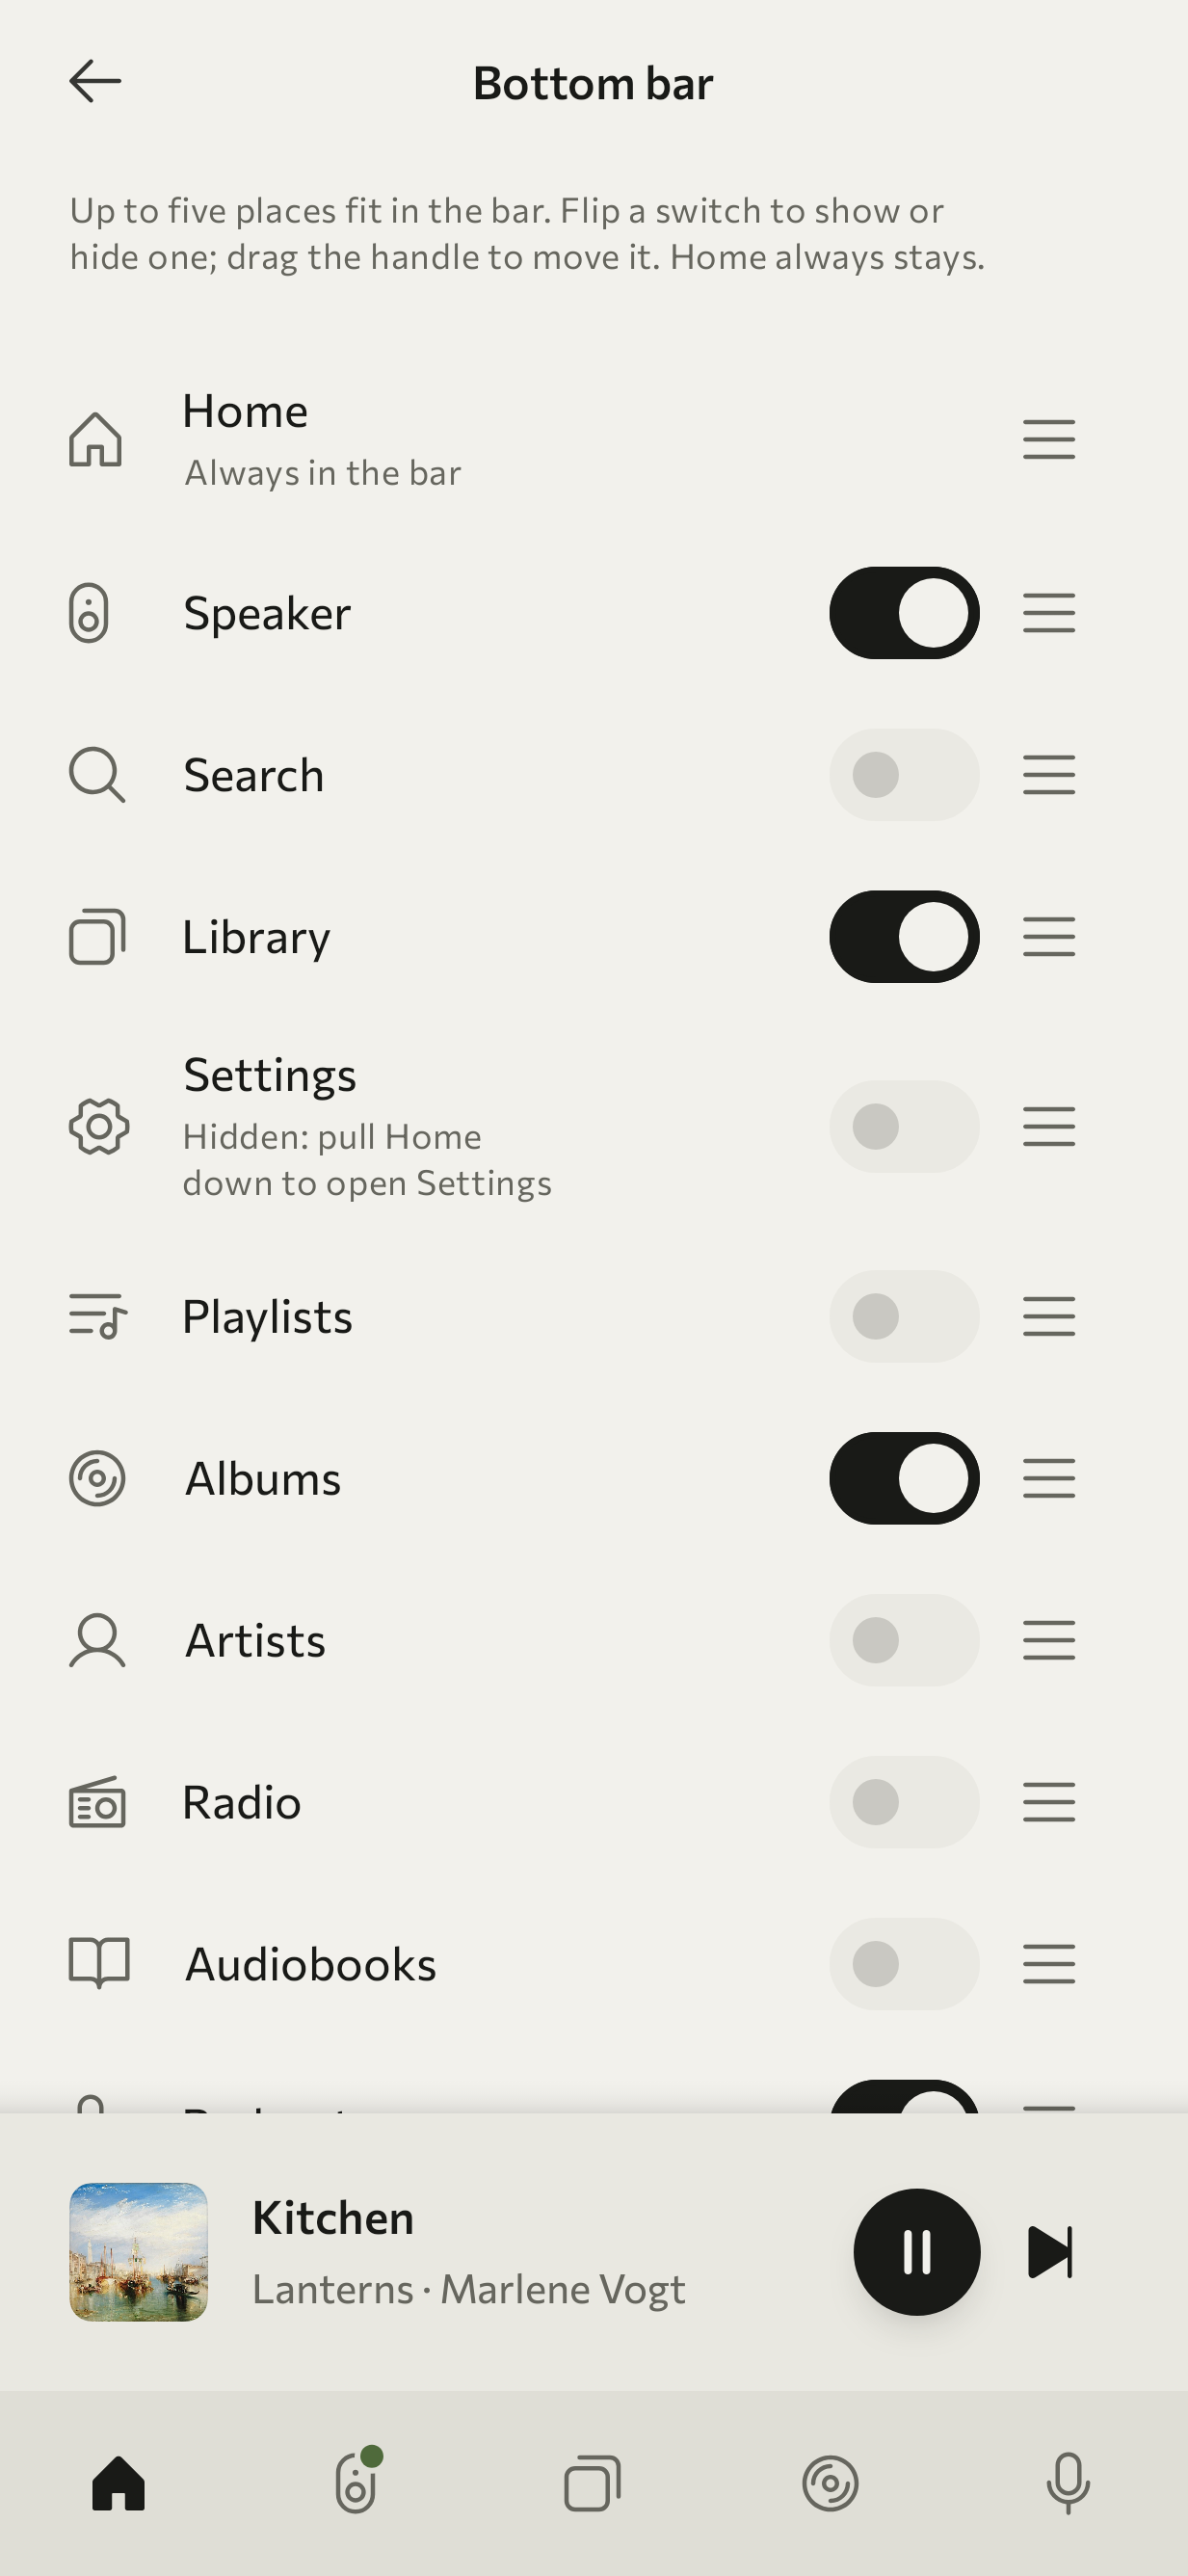 Bottom bar
Up to five places fit in the bar. Flip a switch to show or
hide one; drag the handle to move it. Home always stays.
Home
Always in the bar
Speaker
Search
Library
Settings
Hidden: pull Home
down to open Settings
Playlists
Albums
Artists
Radio
Audiobooks
Kitchen
Lanterns · Marlene Vogt